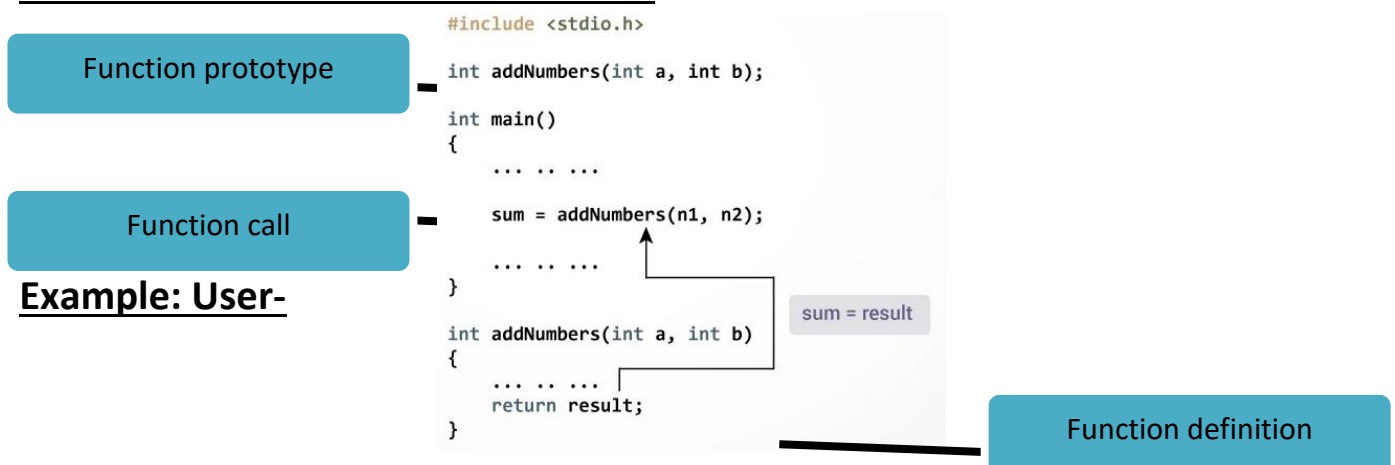 #include <stdio.h>
Function prototype
int addNumbers(int a, int b);
int main()
{
... .. ...
Function call
sum = addNumbers(n1, n2);
... .. ...
}
Example: User-
sum = result
int addNumbers(int a, int b)
{
... .. ...
return result;
}
Function definition